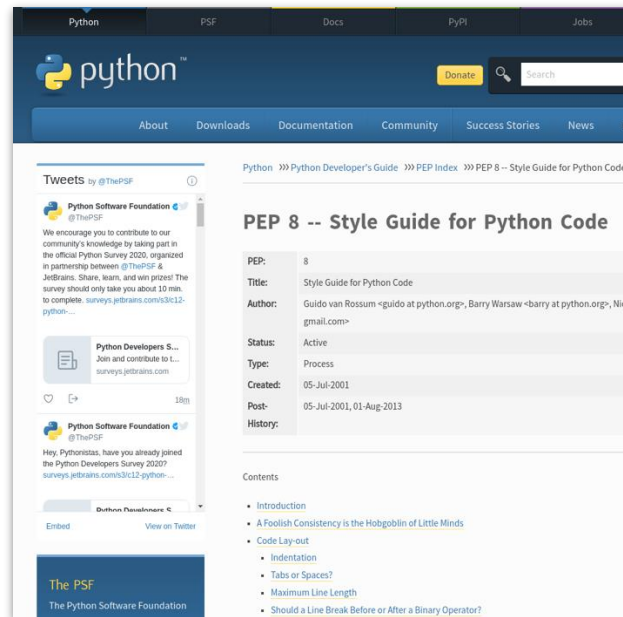 Python PSF Docs PyPI Jobs
python™
Donate Search
About Downloads Documentation Community Success Stories News
Tweets by @ThePSF
Python Software Foundation
@ThePSF
We encourage you to contribute to our
community's knowledge by taking part in
the official Python Survey 2020, organized
in partnership between @ThePSF &
JetBrains. Share, learn, and win prizes! The
survey should only take you about 10 min.
to complete. surveys.jetbrains.com/s3/c12-
python-...
Python Developers S...
Join and contribute to t...
surveys.jetbrains.com
18m
Python Software Foundation
@ThePSF
Hey, Pythonistas, have you already joined
the Python Developers Survey 2020?
surveys.jetbrains.com/s3/c12-python-...
Python Developers S...
Embed View on Twitter
The PSF
The Python Software Foundation
Python >>> Python Developer's Guide >>> PEP Index >>> PEP 8 -- Style Guide for Python Code
PEP 8 -- Style Guide for Python Code
PEP: 8
Title: Style Guide for Python Code
Author: Guido van Rossum <guido at python.org>, Barry Warsaw <barry at python.org>,
gmail.com>
Status: Active
Type: Process
Created: 05-Jul-2001
Post- 05-Jul-2001, 01-Aug-2013
History:
Contents
Introduction
A Foolish Consistency is the Hobgoblin of Little Minds
Code Lay-out
Indentation
Tabs or Spaces?
Maximum Line Length
Should a Line Break Before or After a Binary Operator?